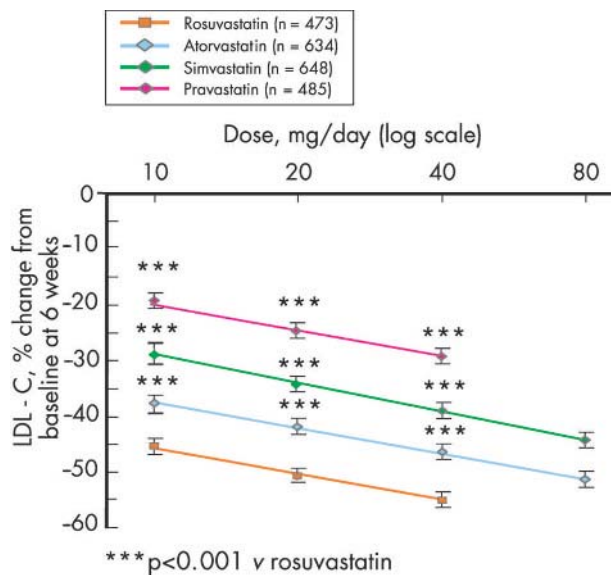 Rosuvastatin (n = 473)
Atorvastatin (n = 634)
Simvastatin (n = 648)
Pravastatin (n = 485)
Dose, mg/day (log scale)
10 20 40 80
0
-10
-20
-30
-40
-50
-60
LDL - C, % change from
baseline at 6 weeks
***
***
***
***
***
***
***
***
***
***p<0.001 v rosuvastatin